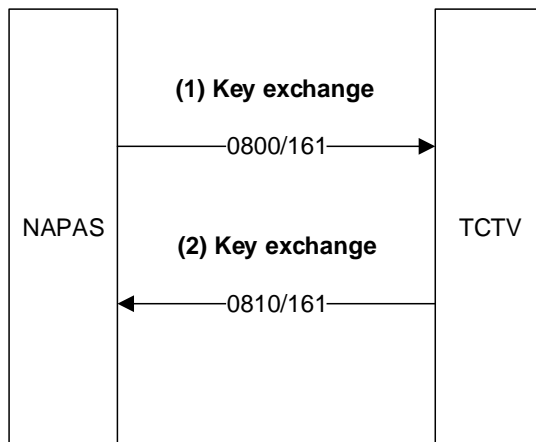 (1) Key exchange
0800/161
NAPAS
TCTV
(2) Key exchange
0810/161